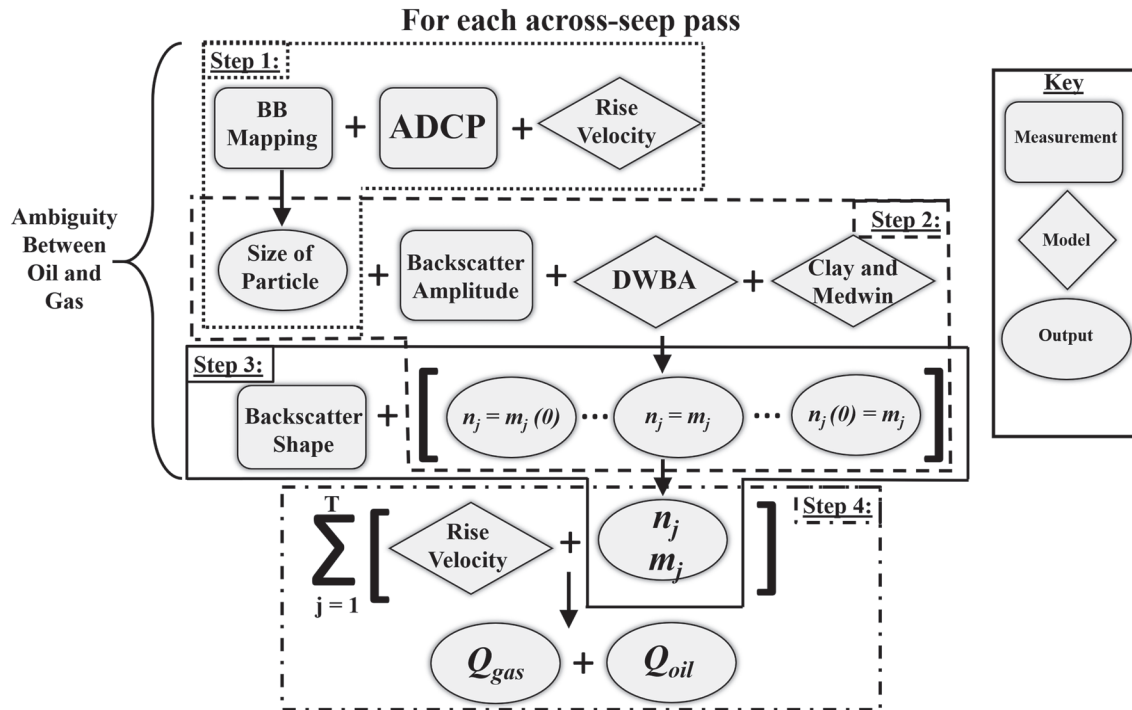 For each across-seep pass
Step 1:
BB
Mapping
+
ADCP
+
Rise
Velocity
Key
Measurement
Model
Output
Ambiguity
Between
Oil and
Gas
Step 2:
Size of
Particle
+
Backscatter
Amplitude
+
DWBA
+
Clay and
Medwin
Step 3:
Backscatter
Shape
+
[ n_j = m_j (0) ... n_j = m_j ... n_j (0) = m_j ]
Step 4:
T
Σ
j = 1
[
Rise
Velocity
+
n_j
m_j
]
Q_gas + Q_oil